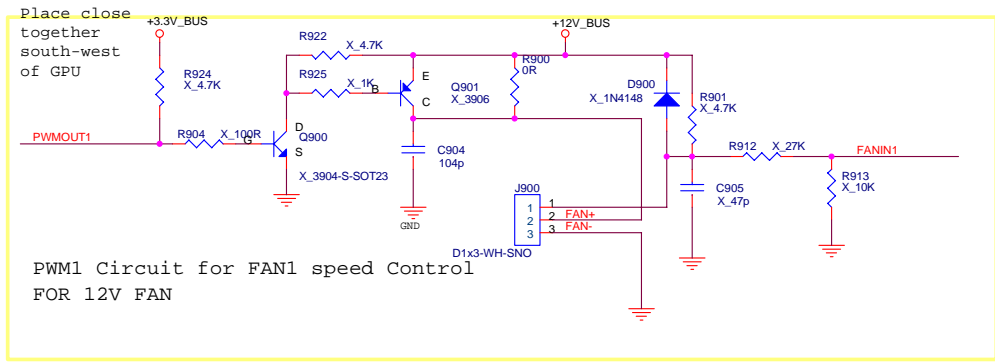 Place close
together
south-west
of GPU
+3.3V_BUS
+12V_BUS
R922
X_4.7K
R924
X_4.7K
R925
X_1K
B
E
C
Q901
X_3906
R900
0R
D900
X_1N4148
R901
X_4.7K
PWMOUT1
R904
X_100R
G
D
S
Q900
X_3904-S-SOT23
C904
104p
GND
R912
X_27K
FANIN1
R913
X_10K
C905
X_47p
J900
1
2
3
1
2
3
FAN+
FAN-
D1x3-WH-SNO
PWM1 Circuit for FAN1 speed Control
FOR 12V FAN